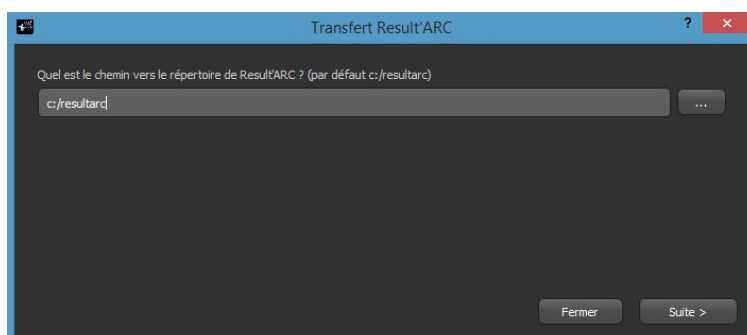 Transfert Result'ARC
?
×
Quel est le chemin vers le répertoire de Result'ARC ? (par défaut c:/resultarc)
c:/resultarc
...
Fermer
Suite >